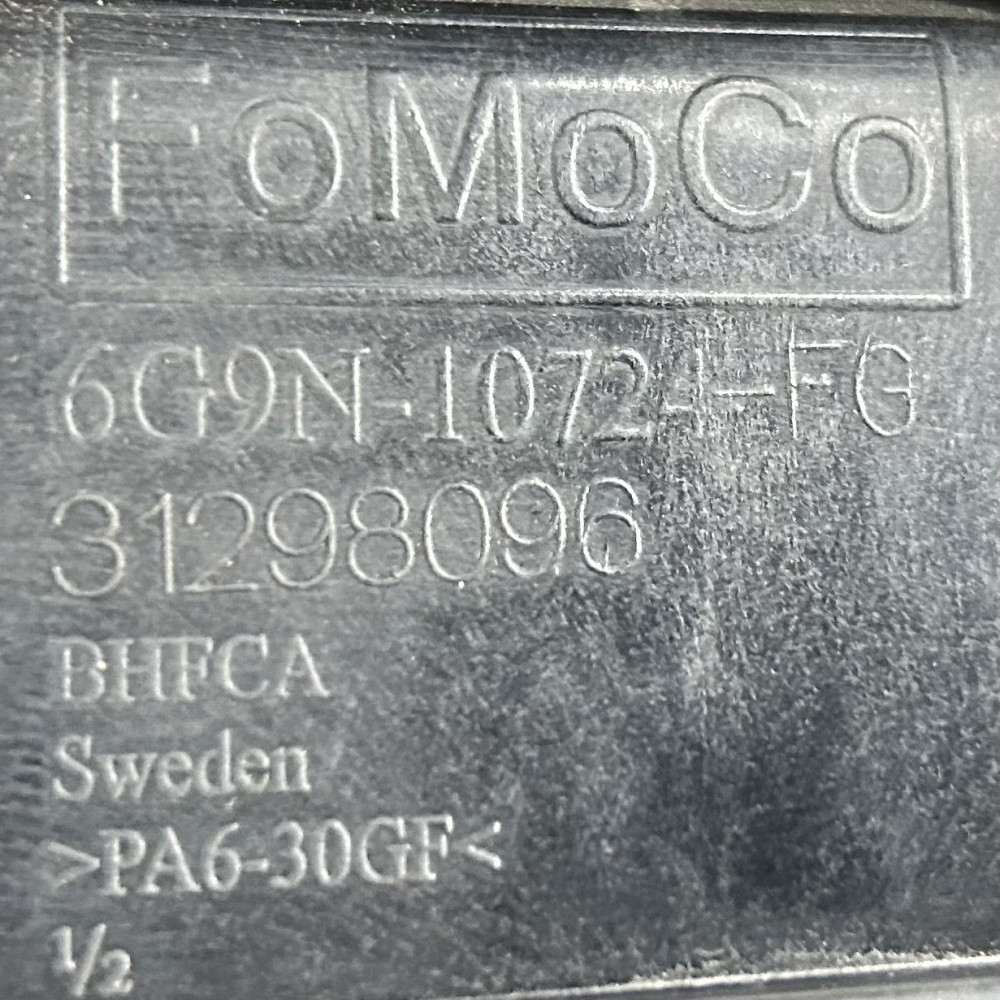 FoMoCo
6G9N-10724-FG
31298096
BHFCA
Sweden
>PA6-30GF<
1/2